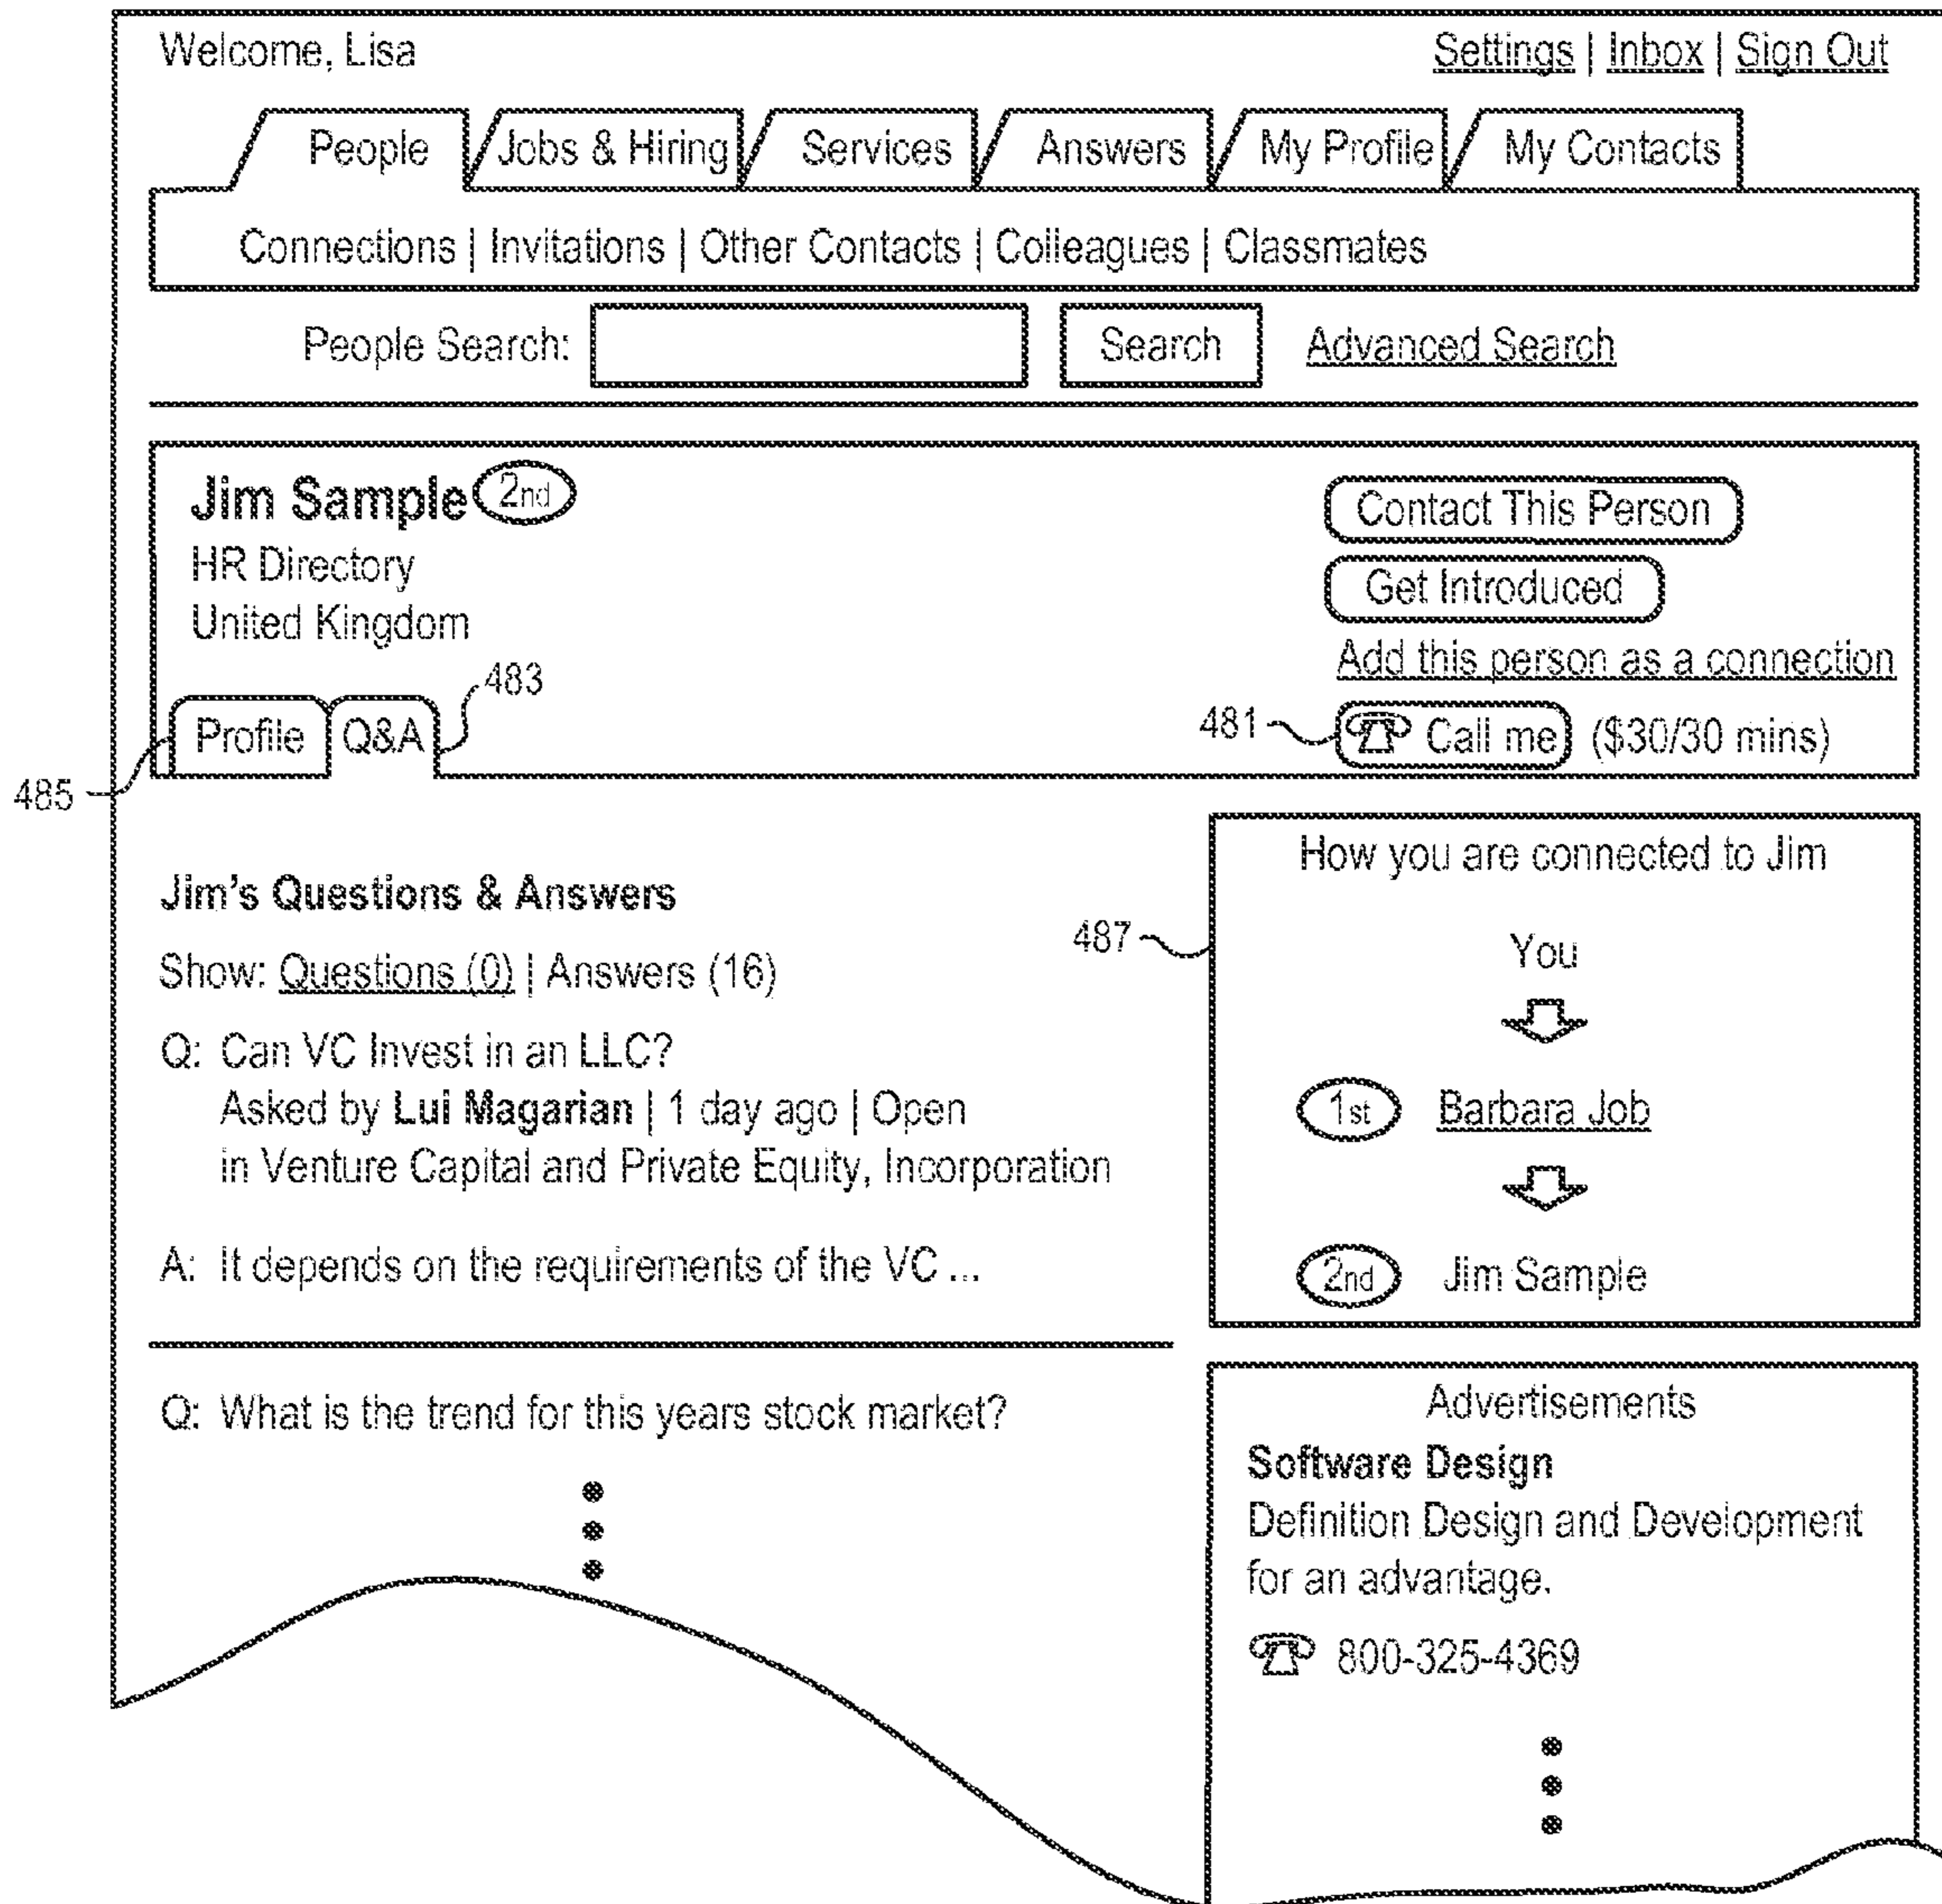 Welcome, Lisa
Settings | Inbox | Sign Out
People
Jobs & Hiring
Services
Answers
My Profile
My Contacts
Connections | Invitations | Other Contacts | Colleagues | Classmates
People Search:
Search
Advanced Search
Jim Sample 2nd
HR Directory
United Kingdom
Contact This Person
Get Introduced
Add this person as a connection
481
Call me ($30/30 mins)
483
Profile
Q&A
485
Jim's Questions & Answers
Show: Questions (0) | Answers (16)
Q: Can VC Invest in an LLC?
Asked by Lui Magarian | 1 day ago | Open
in Venture Capital and Private Equity, Incorporation
A: It depends on the requirements of the VC ...
Q: What is the trend for this years stock market?
487
How you are connected to Jim
You
1st Barbara Job
2nd Jim Sample
Advertisements
Software Design
Definition Design and Development
for an advantage.
800-325-4369